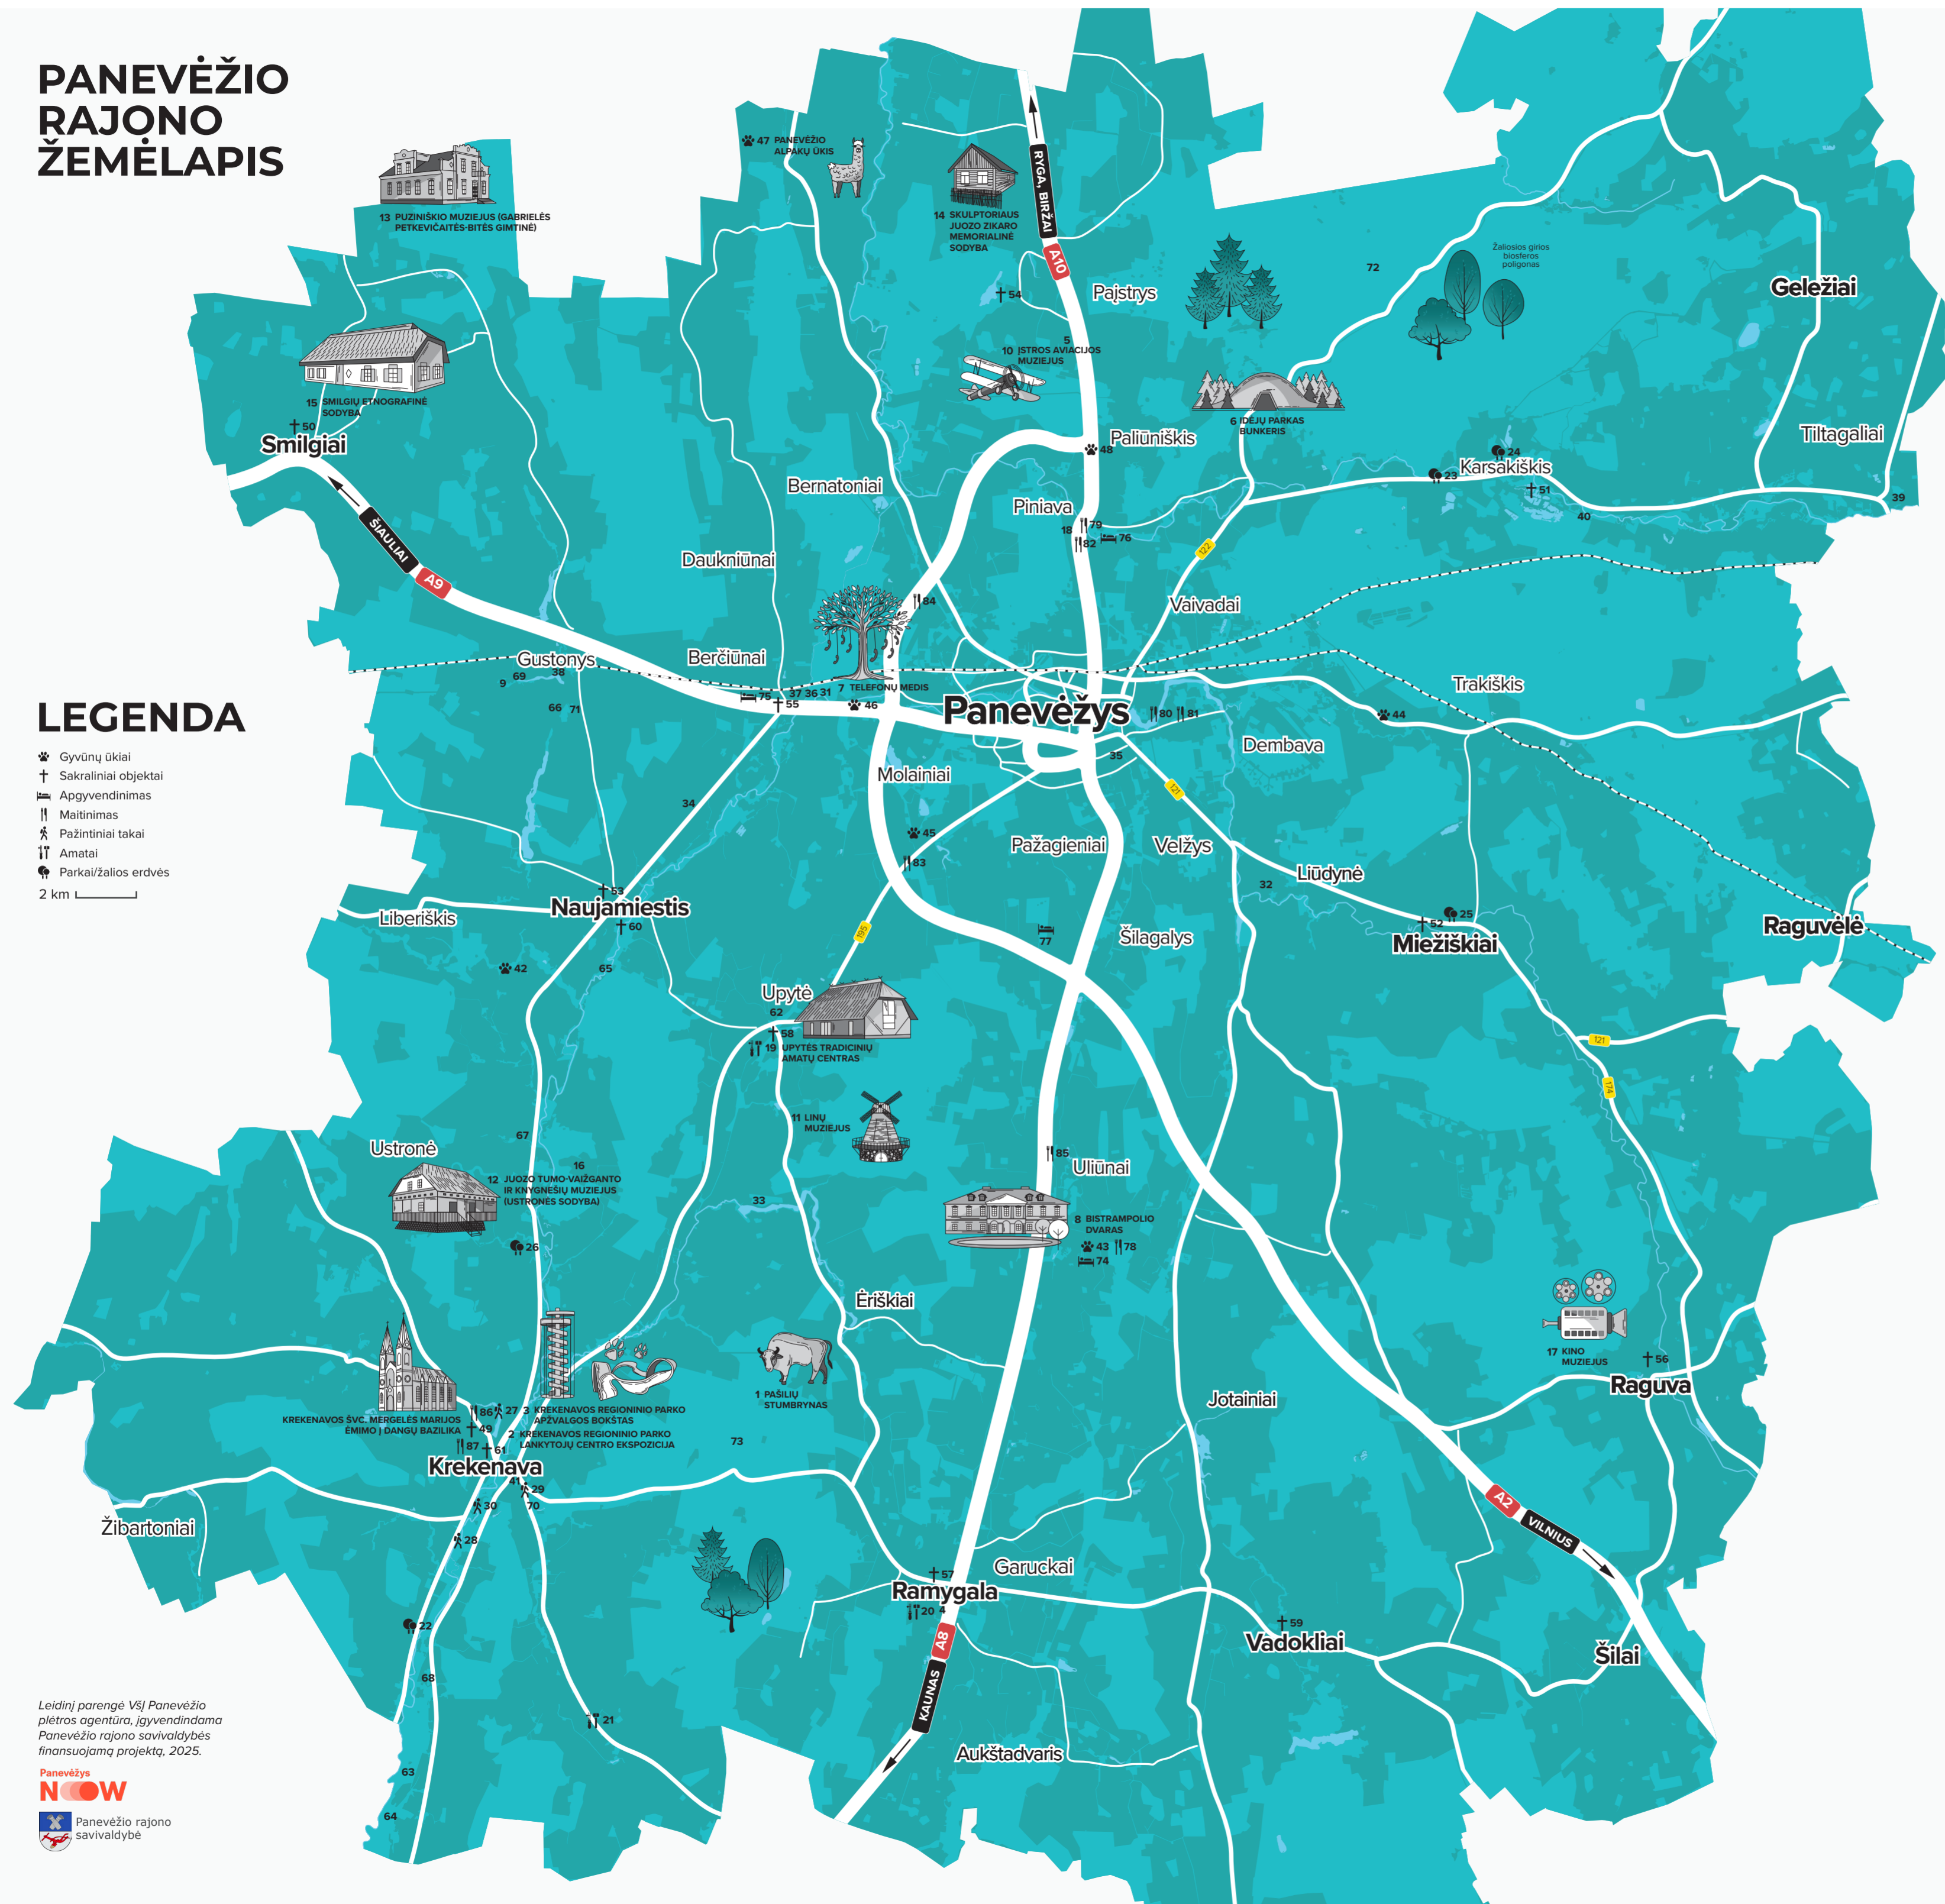 PANEVĖŽIO
RAJONO
ŽEMĖLAPIS
47 PANEVĖŽIO
ALPAKŲ ŪKIS
13 PUZINIŠKIO MUZIEJUS (GABRIELĖS
PETKEVIČAITĖS-BITĖS GIMTINĖ)
14 SKULPTORIAUS
JUOZO ZIKARO
MEMORIALINĖ
SODYBA
RYGA, BIRŽAI
A10
54
Paįstrys
72
Žaliosios girios
biosferos
poligonas
Geležiai
5
10 ĮSTROS AVIACIJOS
MUZIEJUS
15 SMILGIŲ ETNOGRAFINĖ
SODYBA
50
Smilgiai
6 IDĖJŲ PARKAS
BUNKERIS
Paliūniškis
48
Tiltagaliai
24
Karsakiškis
23
51
39
40
Bernatoniai
Piniava
18
79
82
76
122
ŠIAULIAI
A9
Daukniūnai
84
Vaivadai
Gustonys
Berčiūnai
9
69
38
75
55
37 36 31
7 TELEFONŲ MEDIS
46
66 71
Panevėžys
80
81
Trakiškis
44
Dembava
35
Molainiai
121
34
45
83
Pažagieniai
Velžys
32
Liūdynė
LEGENDA
Gyvūnų ūkiai
Sakraliniai objektai
Apgyvendinimas
Maitinimas
Pažintiniai takai
Amatai
Parkai/žalios erdvės
2 km
53
Naujamiestis
60
Liberiškis
42
65
195
77
Šilagalys
25
52
Miežiškiai
Raguvėlė
Upytė
62
58
19 UPYTĖS TRADICINIŲ
AMATŲ CENTRAS
121
174
11 LINŲ
MUZIEJUS
67
Ustronė
16
12 JUOZO TUMO-VAIŽGANTO
IR KNYGNEŠIŲ MUZIEJUS
(USTRONĖS SODYBA)
33
85
Uliūnai
8 BISTRAMPOLIO
DVARAS
43
78
74
26
Ėriškiai
1 PAŠILIŲ
STUMBRYNAS
17 KINO
MUZIEJUS
56
Raguva
Jotainiai
KREKENAVOS ŠVC. MERGELĖS MARIJOS
ĖMIMO Į DANGŲ BAZILIKA
86
27
3 KREKENAVOS REGIONINIO PARKO
APŽVALGOS BOKŠTAS
49
2 KREKENAVOS REGIONINIO PARKO
LANKYTOJŲ CENTRO EKSPOZICIJA
87
61
Krekenava
41
29
70
30
28
73
Žibartoniai
A2
VILNIUS
57
Garuckai
Ramygala
20 4
A8
KAUNAS
59
Vadokliai
Šilai
22
68
21
Aukštadvaris
63
64
Leidinį parengė VšĮ Panevėžio
plėtros agentūra, įgyvendindama
Panevėžio rajono savivaldybės
finansuojamą projektą, 2025.
Panevėžys
NOW
Panevėžio rajono
savivaldybė